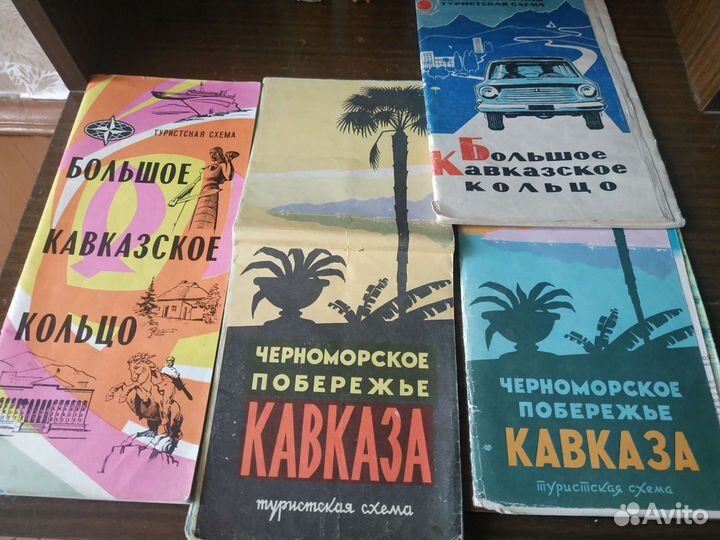 ТУРИСТСКАЯ СХЕМА
БОЛЬШОЕ
КАВКАЗСКОЕ
КОЛЬЦО
ЧЕРНОМОРСКОЕ
ПОБЕРЕЖЬЕ
КАВКАЗА
туристская схема
ТУРИСТСКАЯ СХЕМА
Большое
Кавказское
КОЛЬЦО
ЧЕРНОМОРСКОЕ
ПОБЕРЕЖЬЕ
КАВКАЗА
туристская схема
Avito